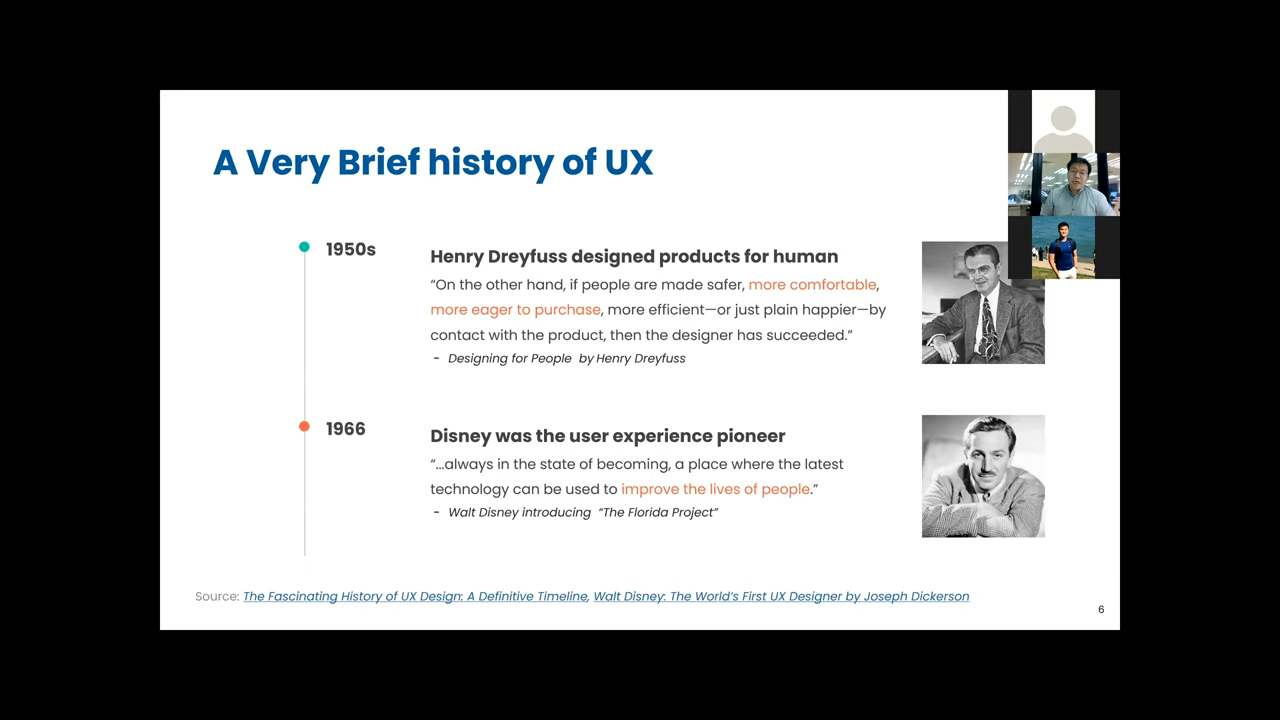 A Very Brief history of UX
1950s
Henry Dreyfuss designed products for human
“On the other hand, if people are made safer, more comfortable,
more eager to purchase, more efficient—or just plain happier—by
contact with the product, then the designer has succeeded.”
- Designing for People by Henry Dreyfuss
1966
Disney was the user experience pioneer
“...always in the state of becoming, a place where the latest
technology can be used to improve the lives of people.”
- Walt Disney introducing “The Florida Project”
Source: The Fascinating History of UX Design: A Definitive Timeline, Walt Disney: The World’s First UX Designer by Joseph Dickerson
6